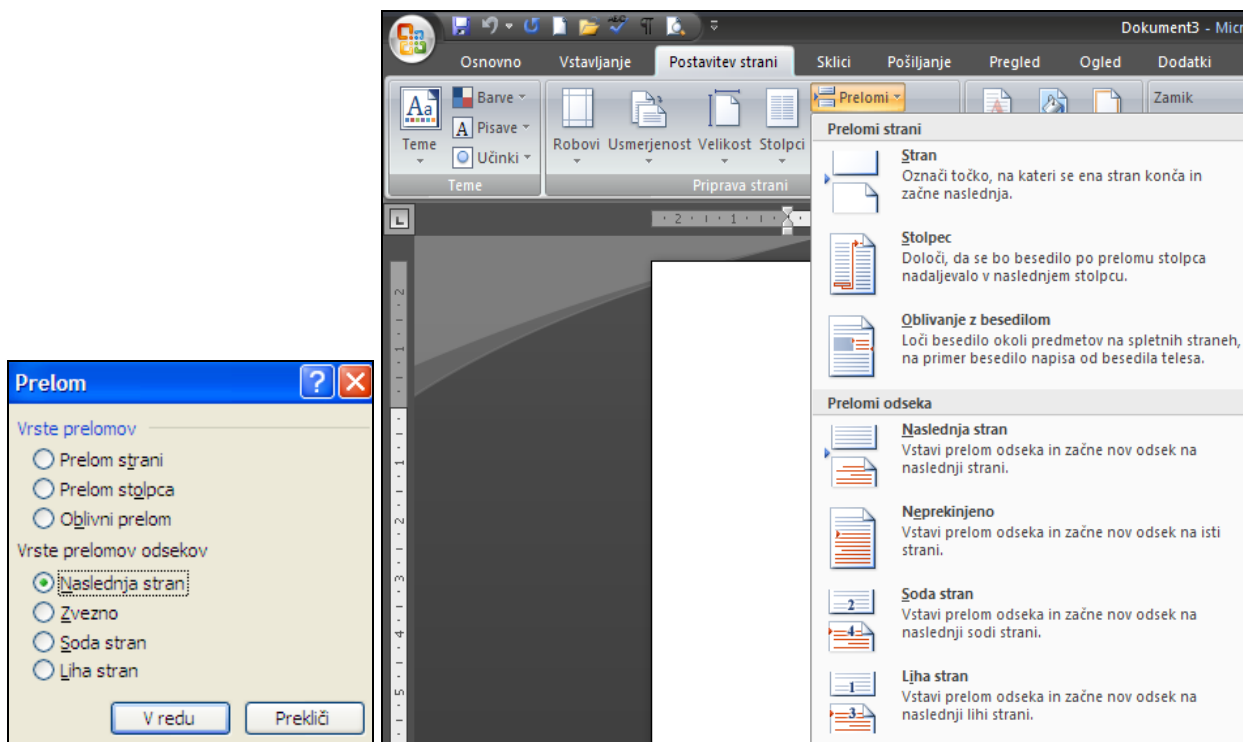 Prelom
Vrste prelomov
Prelom strani
Prelom stolpca
Oblivni prelom
Vrste prelomov odsekov
Naslednja stran
Zvezno
Soda stran
Liha stran
V redu Prekliči
Dokument3 - Micr
Osnovno Vstavljanje Postavitev strani Sklici Pošiljanje Pregled Ogled Dodatki
Teme
Barve
Pisave
Učinki
Robovi Usmerjenost Velikost Stolpci
Prelomi
Zamik
Teme Priprava strani
Prelomi strani
Stran
Označi točko, na kateri se ena stran konča in
začne naslednja.
Stolpec
Določi, da se bo besedilo po prelomu stolpca
nadaljevalo v naslednjem stolpcu.
Oblivanje z besedilom
Loči besedilo okoli predmetov na spletnih straneh,
na primer besedilo napisa od besedila telesa.
Prelomi odseka
Naslednja stran
Vstavi prelom odseka in začne nov odsek na
naslednji strani.
Neprekinjeno
Vstavi prelom odseka in začne nov odsek na isti
strani.
Soda stran
Vstavi prelom odseka in začne nov odsek na
naslednji sodi strani.
Liha stran
Vstavi prelom odseka in začne nov odsek na
naslednji lihi strani.